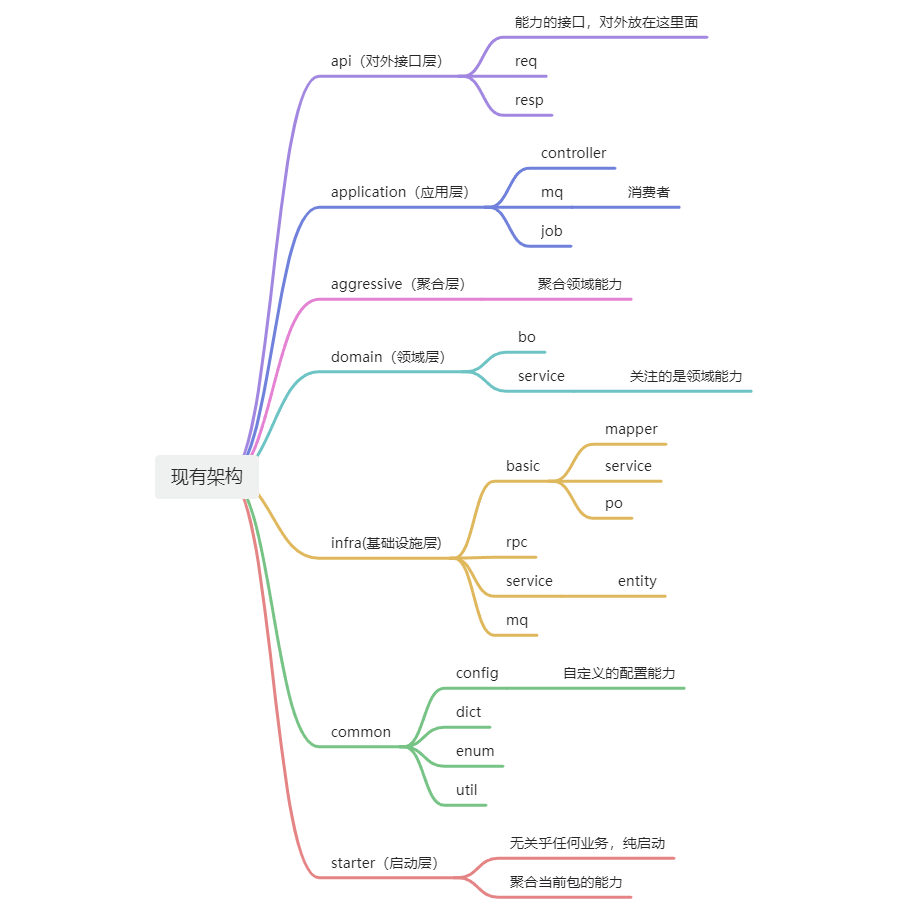 现有架构
api（对外接口层）
能力的接口，对外放在这里面
req
resp
application（应用层）
controller
mq
消费者
job
aggressive（聚合层）
聚合领域能力
domain（领域层）
bo
service
关注的是领域能力
infra(基础设施层)
basic
mapper
service
po
rpc
service
entity
mq
common
config
自定义的配置能力
dict
enum
util
starter（启动层）
无关乎任何业务，纯启动
聚合当前包的能力